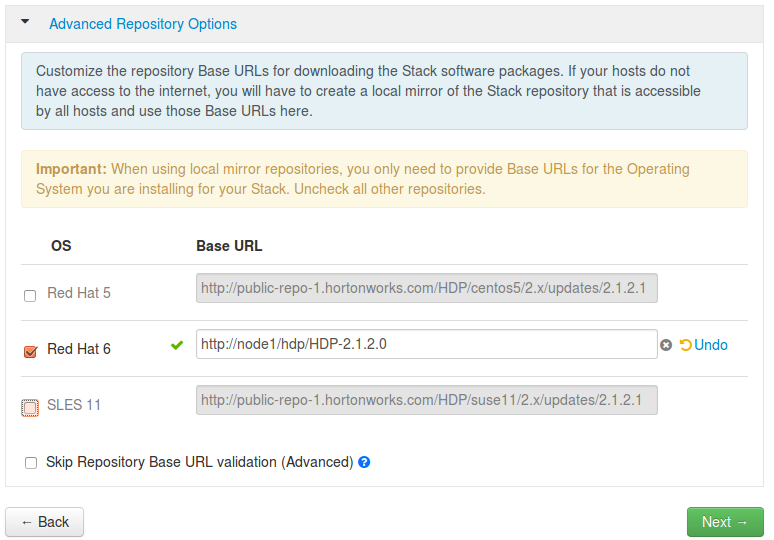 Advanced Repository Options
Customize the repository Base URLs for downloading the Stack software packages. If your hosts do not
have access to the internet, you will have to create a local mirror of the Stack repository that is accessible
by all hosts and use those Base URLs here.
Important: When using local mirror repositories, you only need to provide Base URLs for the Operating
System you are installing for your Stack. Uncheck all other repositories.
OS Base URL
Red Hat 5 http://public-repo-1.hortonworks.com/HDP/centos5/2.x/updates/2.1.2.1
Red Hat 6 http://node1/hdp/HDP-2.1.2.0 Undo
SLES 11 http://public-repo-1.hortonworks.com/HDP/suse11/2.x/updates/2.1.2.1
Skip Repository Base URL validation (Advanced) ?
← Back Next →